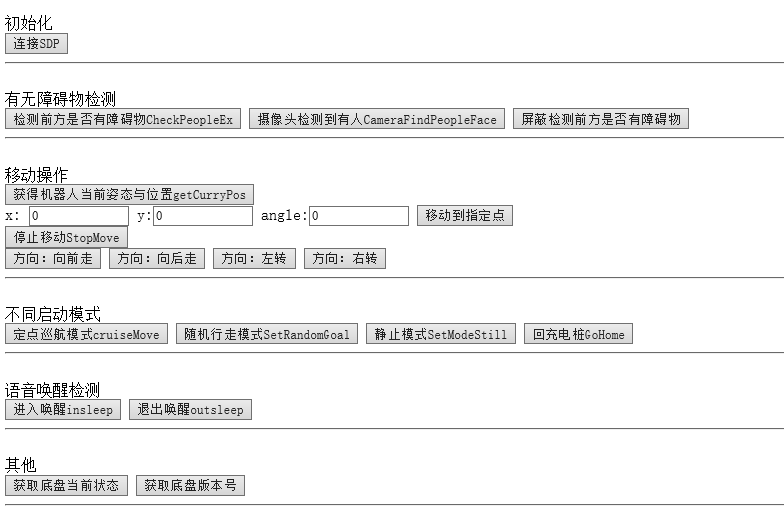 初始化
连接SDP
有无障碍物检测
检测前方是否有障碍物CheckPeopleEx 摄像头检测到有人CameraFindPeopleFace 屏蔽检测前方是否有障碍物
移动操作
获得机器人当前姿态与位置getCurryPos
x: 0 y:0 angle:0 移动到指定点
停止移动StopMove
方向：向前走 方向：向后走 方向：左转 方向：右转
不同启动模式
定点巡航模式cruiseMove 随机行走模式SetRandomGoal 静止模式SetModeStill 回充电桩GoHome
语音唤醒检测
进入唤醒insleep 退出唤醒outsleep
其他
获取底盘当前状态 获取底盘版本号